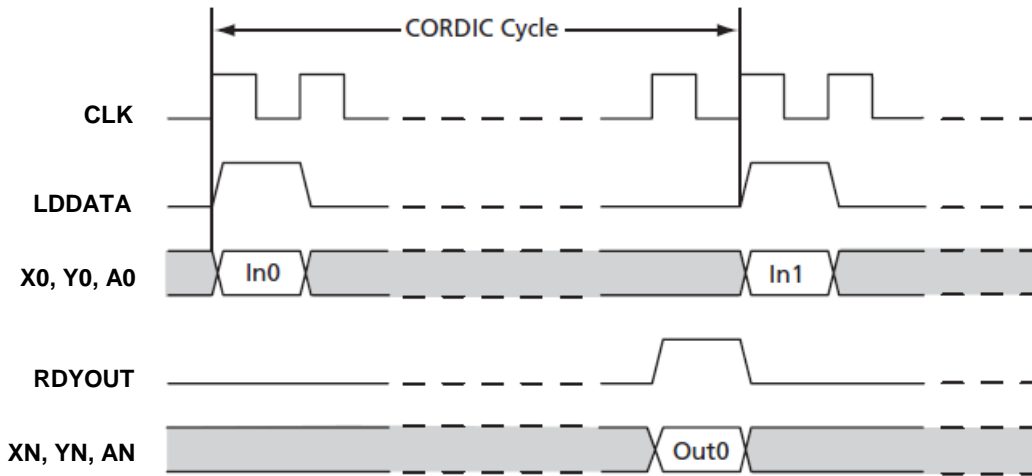 CORDIC Cycle
CLK
LDDATA
X0, Y0, A0
In0
In1
RDYOUT
XN, YN, AN
Out0